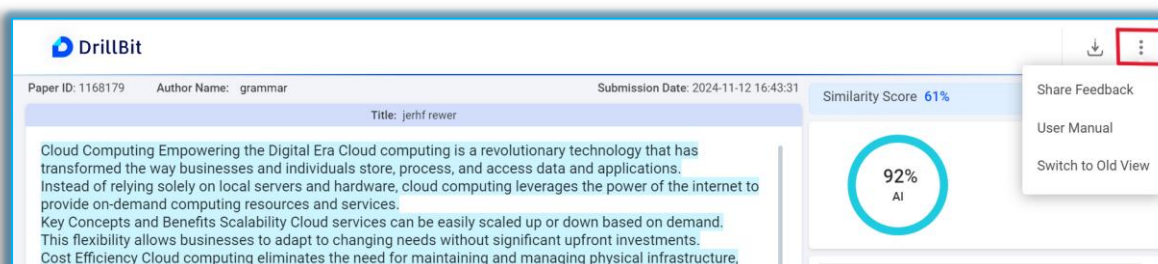 DrillBit
Paper ID: 1168179 Author Name: grammar Submission Date: 2024-11-12 16:43:31
Title: jerhf rewer
Cloud Computing Empowering the Digital Era Cloud computing is a revolutionary technology that has
transformed the way businesses and individuals store, process, and access data and applications.
Instead of relying solely on local servers and hardware, cloud computing leverages the power of the internet to
provide on-demand computing resources and services.
Key Concepts and Benefits Scalability Cloud services can be easily scaled up or down based on demand.
This flexibility allows businesses to adapt to changing needs without significant upfront investments.
Cost Efficiency Cloud computing eliminates the need for maintaining and managing physical infrastructure,
Similarity Score 61%
92%
AI
Share Feedback
User Manual
Switch to Old View